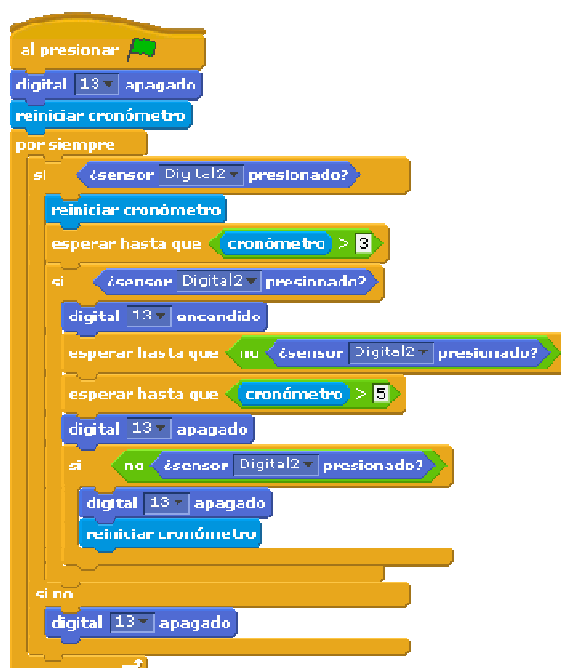 al presionar
digital 13 apagado
reiniciar cronómetro
por siempre
si ¿sensor Digital2 presionado?
reiniciar cronómetro
esperar hasta que cronómetro > 3
si ¿sensor Digital2 presionado?
digital 13 encendido
esperar hasta que no ¿sensor Digital2 presionado?
esperar hasta que cronómetro > 5
digital 13 apagado
si no ¿sensor Digital2 presionado?
digital 13 apagado
reiniciar cronómetro
si no
digital 13 apagado